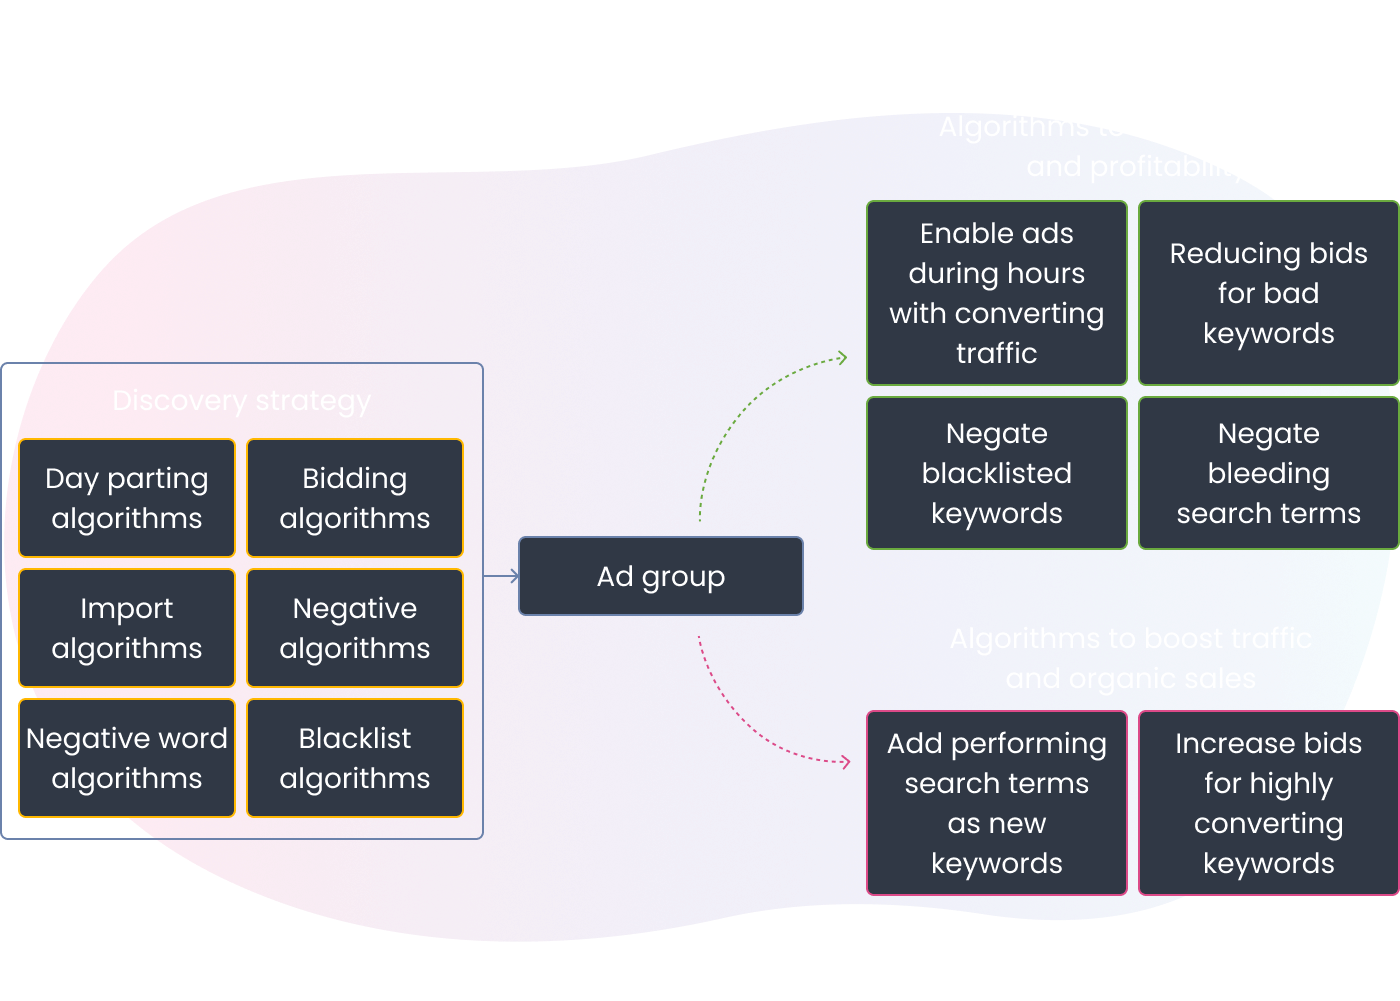 Discovery strategy
Day parting
algorithms
Bidding
algorithms
Import
algorithms
Negative
algorithms
Negative word
algorithms
Blacklist
algorithms
Ad group
Algorithms to
and profitability
Enable ads
during hours
with converting
traffic
Reducing bids
for bad
keywords
Negate
blacklisted
keywords
Negate
bleeding
search terms
Algorithms to boost traffic
and organic sales
Add performing
search terms
as new
keywords
Increase bids
for highly
converting
keywords